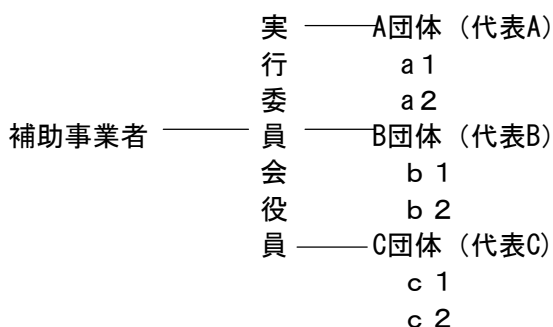 補助事業者
実行委員会役員
A団体（代表A）
a１
a２
B団体（代表B）
ｂ１
ｂ２
C団体（代表C）
ｃ１
ｃ２